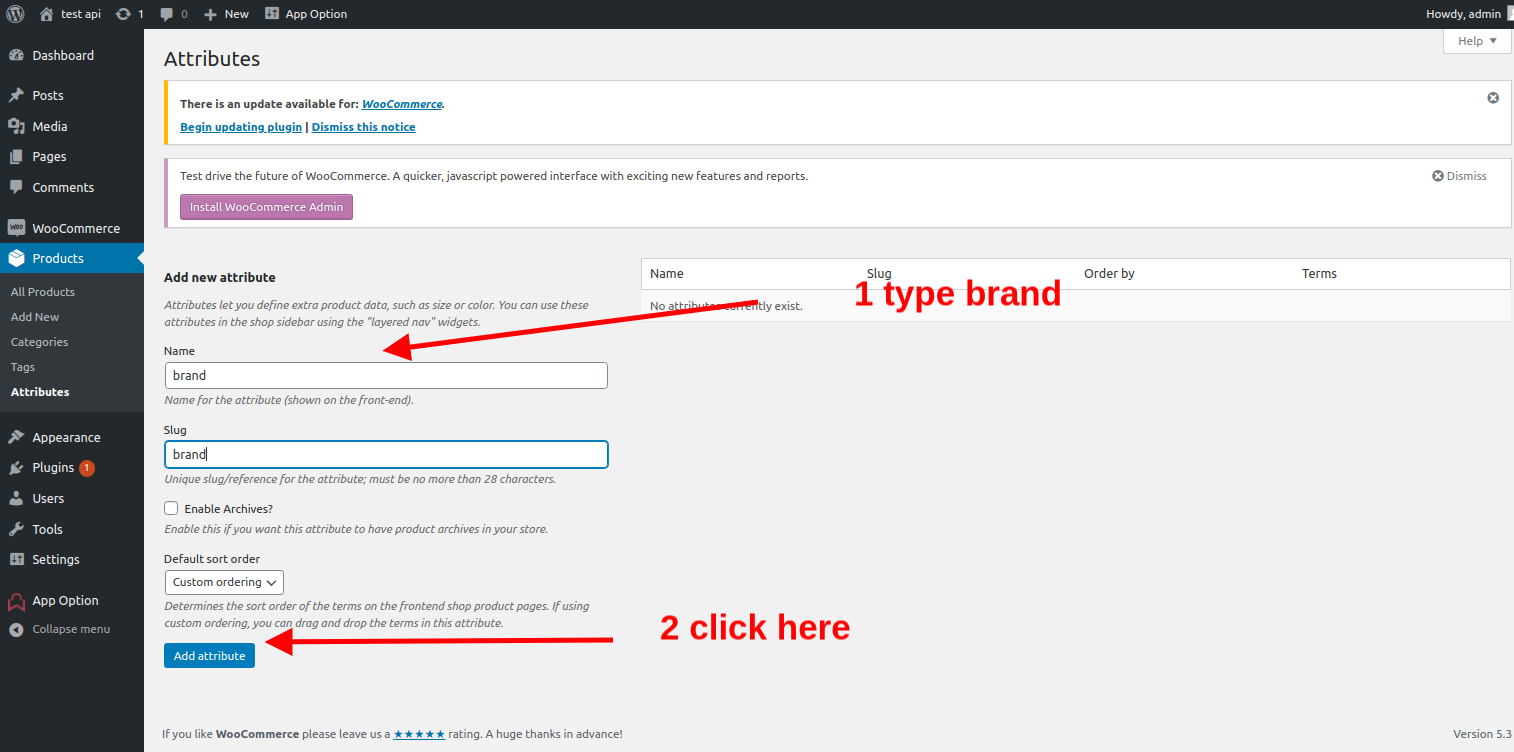 test api 1 0 New App Option Howdy, admin
Help
Dashboard
Posts
Media
Pages
Comments
WooCommerce
Products
All Products
Add New
Categories
Tags
Attributes
Appearance
Plugins 1
Users
Tools
Settings
App Option
Collapse menu
Attributes
There is an update available for: WooCommerce.
Begin updating plugin | Dismiss this notice
Test drive the future of WooCommerce. A quicker, javascript powered interface with exciting new features and reports.
Dismiss
Install WooCommerce Admin
Add new attribute
Attributes let you define extra product data, such as size or color. You can use these
attributes in the shop sidebar using the "layered nav" widgets.
Name
brand
Name for the attribute (shown on the front-end).
Slug
brand
Unique slug/reference for the attribute; must be no more than 28 characters.
Enable Archives?
Enable this if you want this attribute to have product archives in your store.
Default sort order
Custom ordering
Determines the sort order of the terms on the frontend shop product pages. If using
custom ordering, you can drag and drop the terms in this attribute.
Add attribute
Name Slug Order by Terms
No attributes currently exist.
1 type brand
2 click here
If you like WooCommerce please leave us a ★★★★★ rating. A huge thanks in advance!
Version 5.3